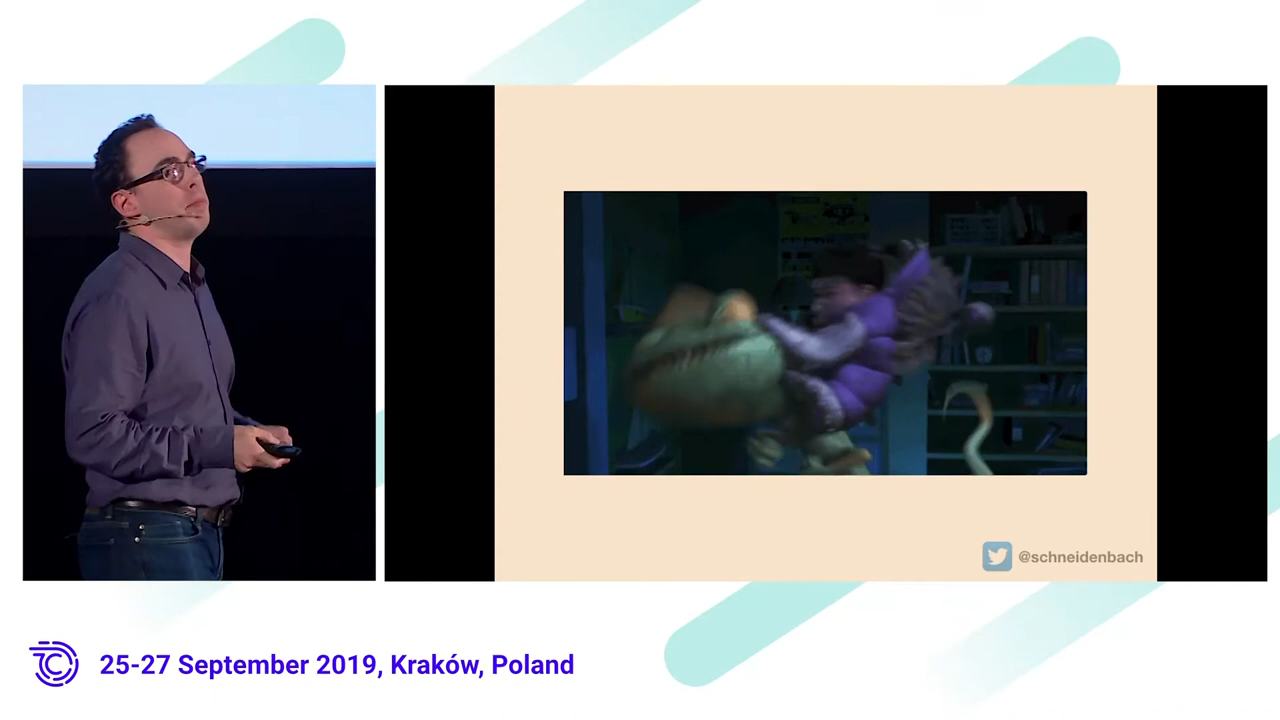 @schneidenbach
25-27 September 2019, Kraków, Poland